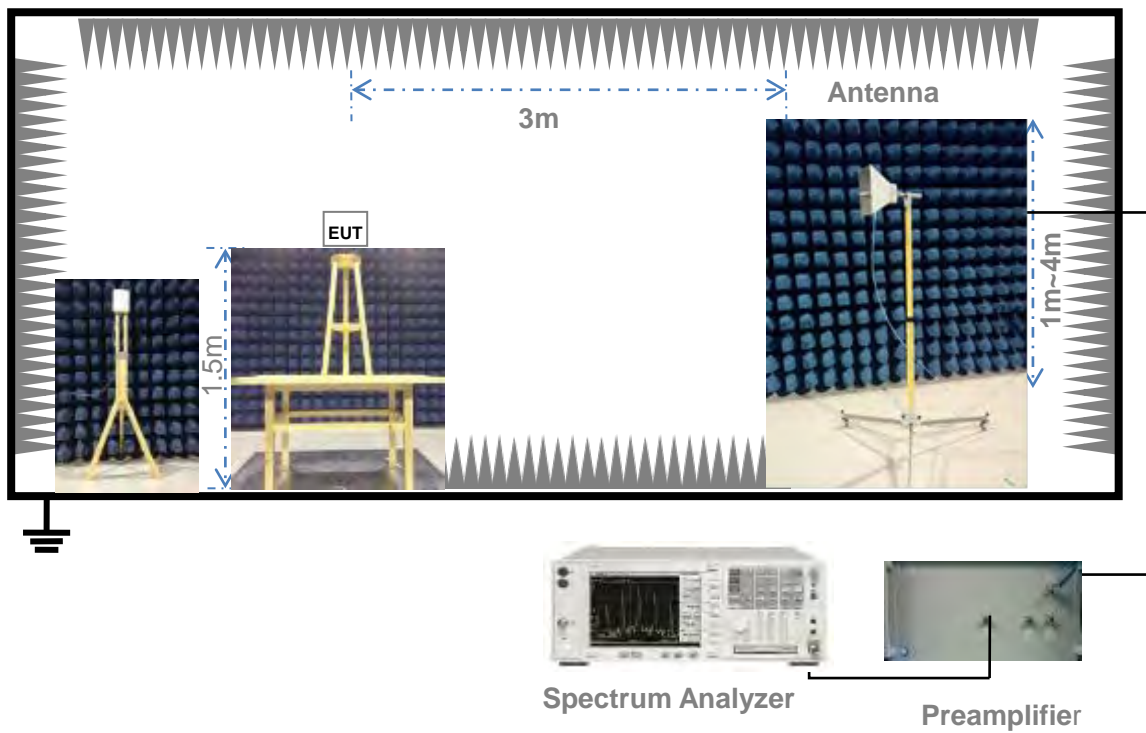 Antenna
3m
EUT
1.5m
1m~4m
Spectrum Analyzer
Preamplifier